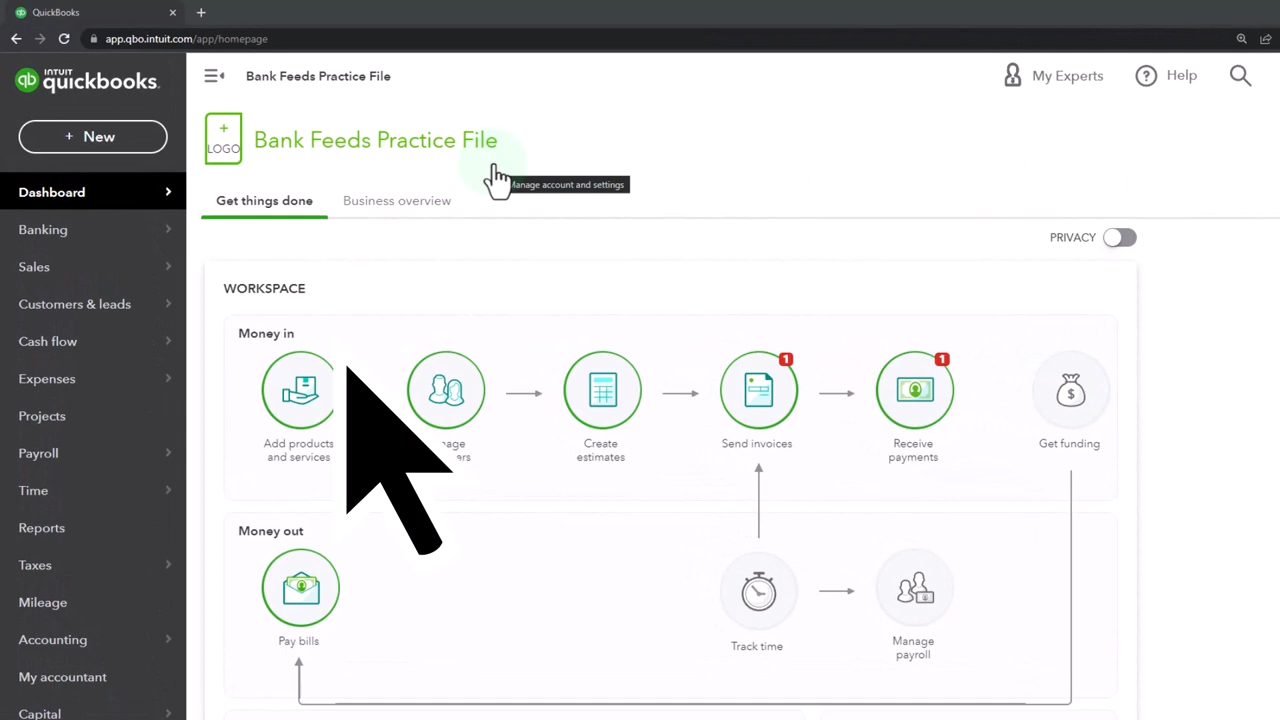 QuickBooks
app.qbo.intuit.com/app/homepage
INTUIT
quickbooks.
Bank Feeds Practice File
My Experts
Help
+ New
+
LOGO
Bank Feeds Practice File
Manage account and settings
Get things done
Business overview
PRIVACY
Dashboard
Banking
Sales
Customers & leads
Cash flow
Expenses
Projects
Payroll
Time
Reports
Taxes
Mileage
Accounting
My accountant
Capital
WORKSPACE
Money in
1
1
Add products
and services
Create
estimates
Send invoices
Receive
payments
Get funding
Money out
Pay bills
Track time
Manage
payroll